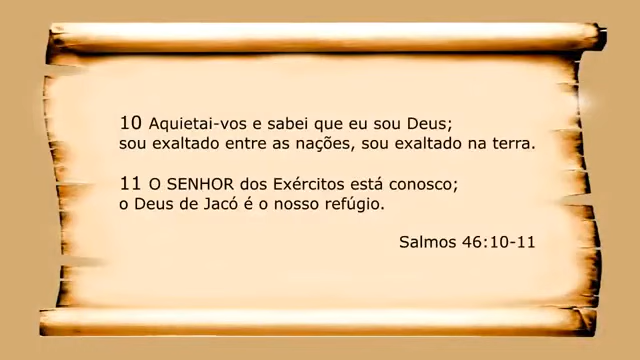 10 Aquietai-vos e sabei que eu sou Deus;
sou exaltado entre as nações, sou exaltado na terra.
11 O SENHOR dos Exércitos está conosco;
o Deus de Jacó é o nosso refúgio.
Salmos 46:10-11